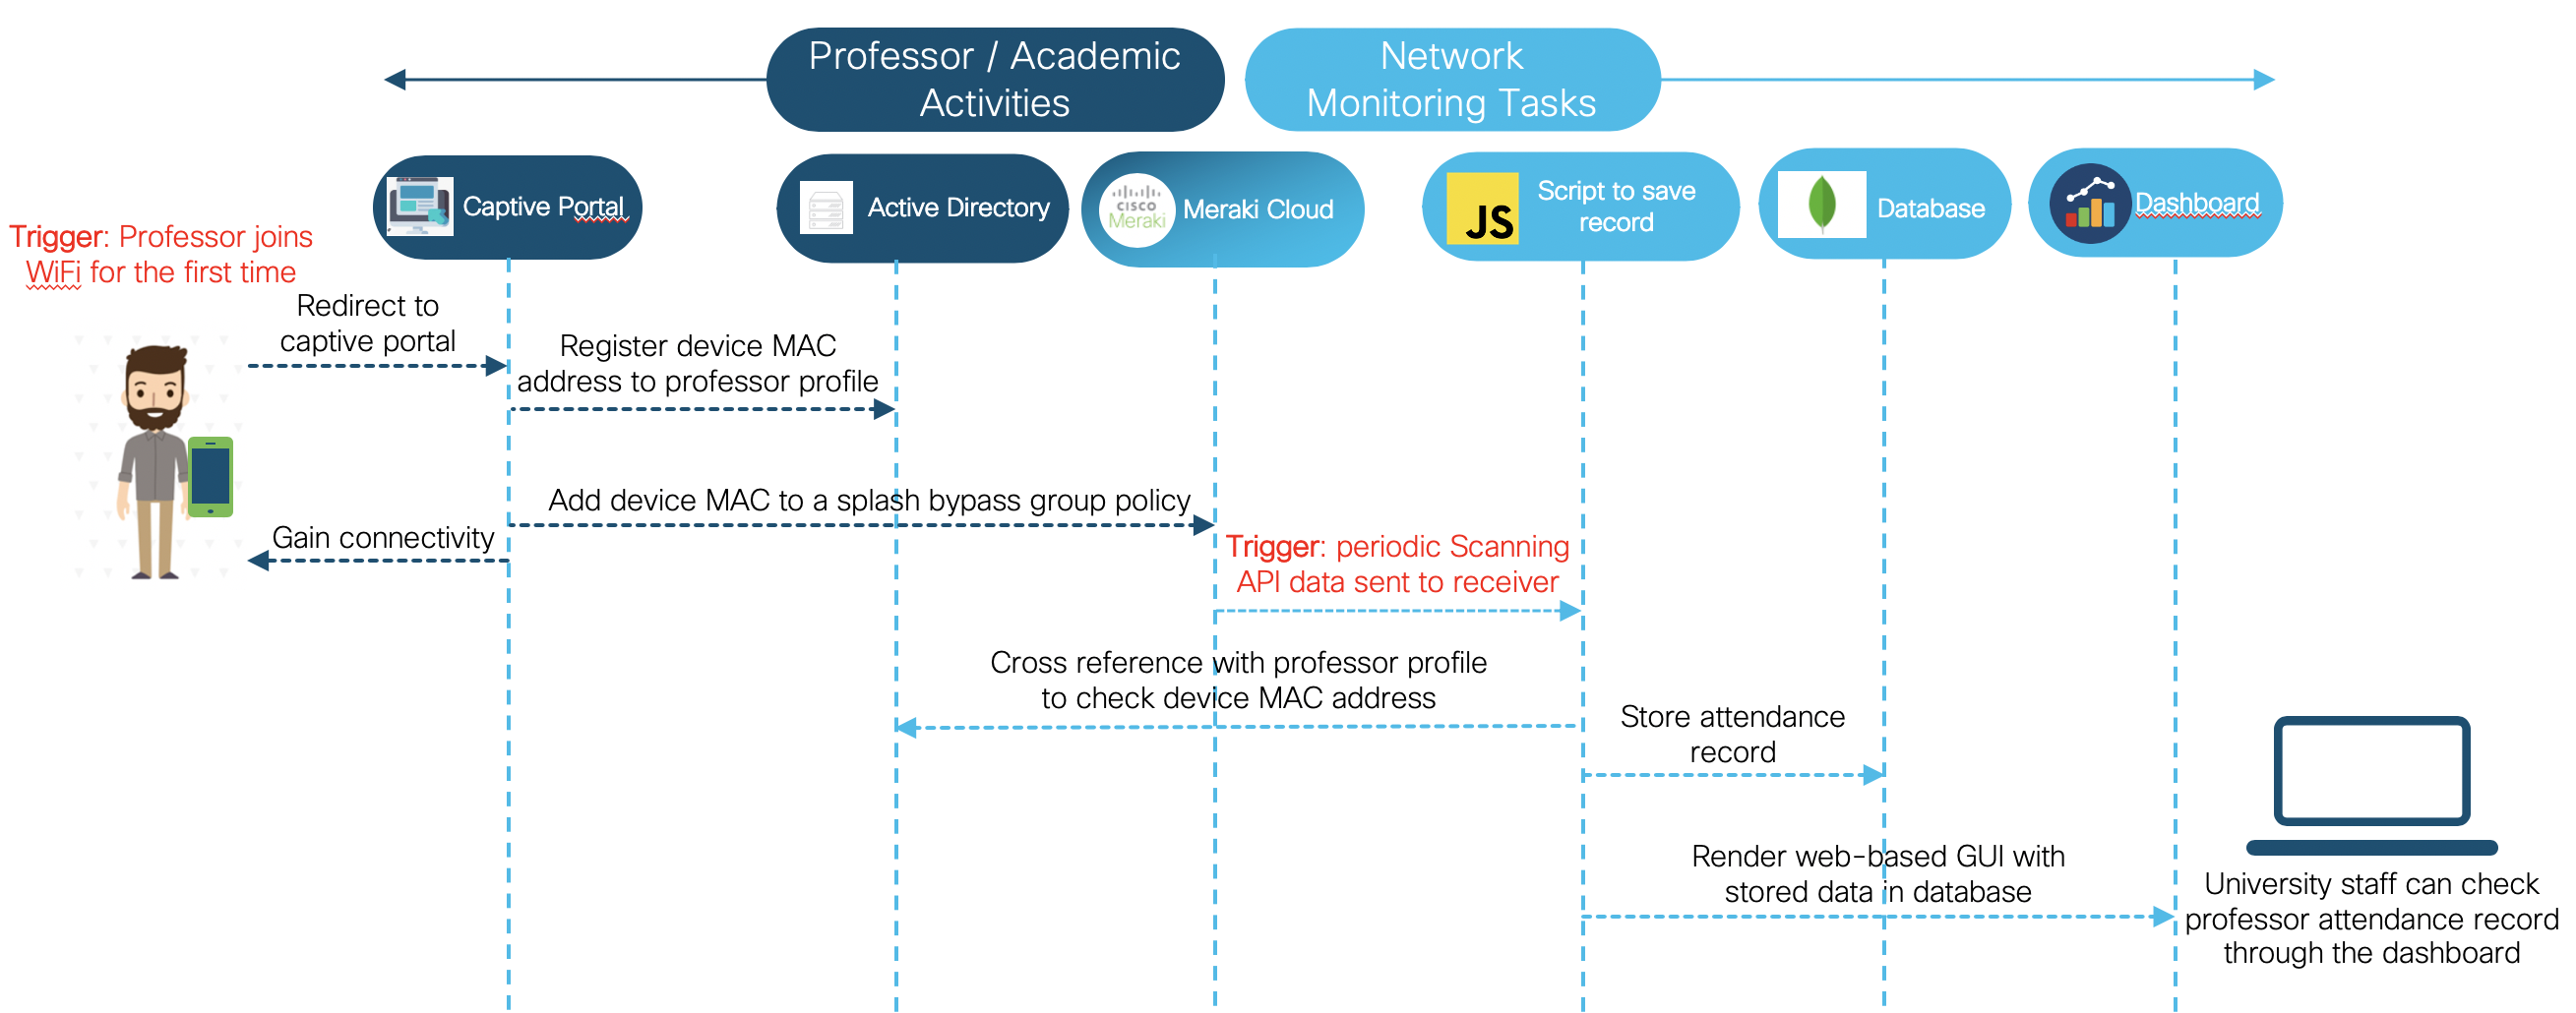 Professor / Academic
Activities
Network
Monitoring Tasks
Captive Portal
Active Directory
CISCO
Meraki
Meraki Cloud
JS
Script to save
record
Database
Dashboard
Trigger: Professor joins
WiFi for the first time
Redirect to
captive portal
Register device MAC
address to professor profile
Add device MAC to a splash bypass group policy
Gain connectivity
Trigger: periodic Scanning
API data sent to receiver
Cross reference with professor profile
to check device MAC address
Store attendance
record
Render web-based GUI with
stored data in database
University staff can check
professor attendance record
through the dashboard